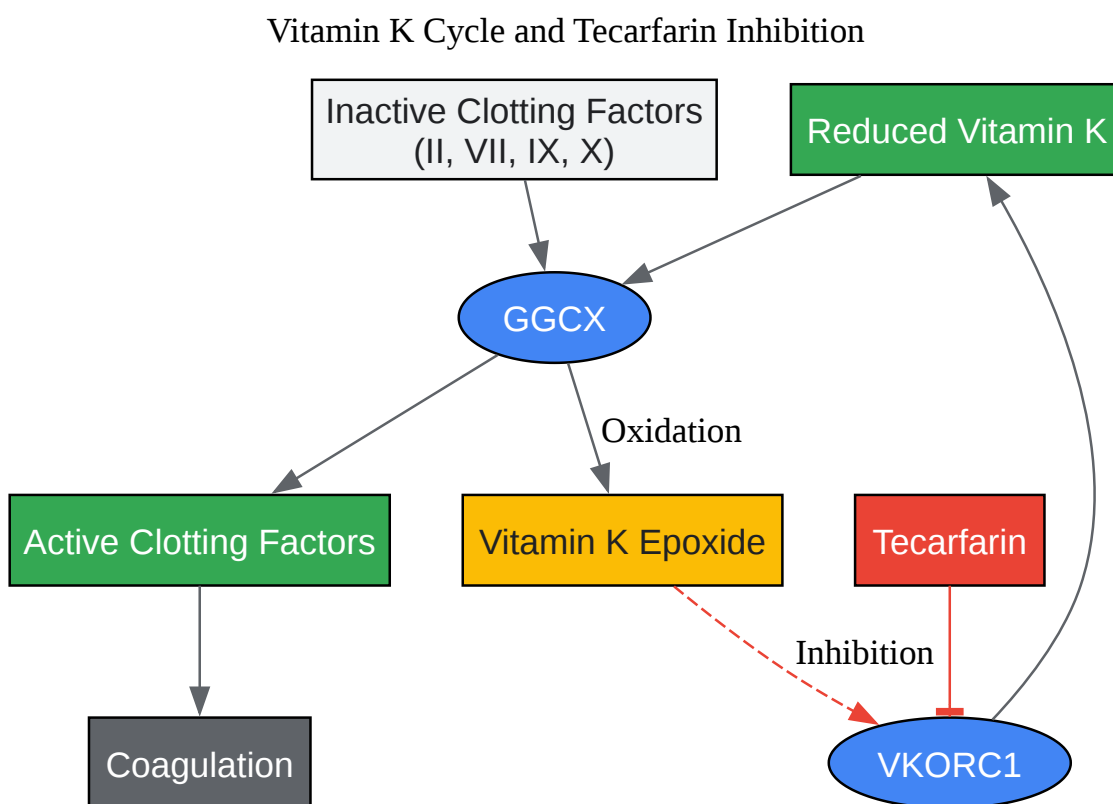 Vitamin K Cycle and Tecarfarin Inhibition
Inactive Clotting Factors
(II, VII, IX, X)
Reduced Vitamin K
GGCX
Oxidation
Active Clotting Factors
Vitamin K Epoxide
Tecarfarin
Inhibition
Coagulation
VKORC1